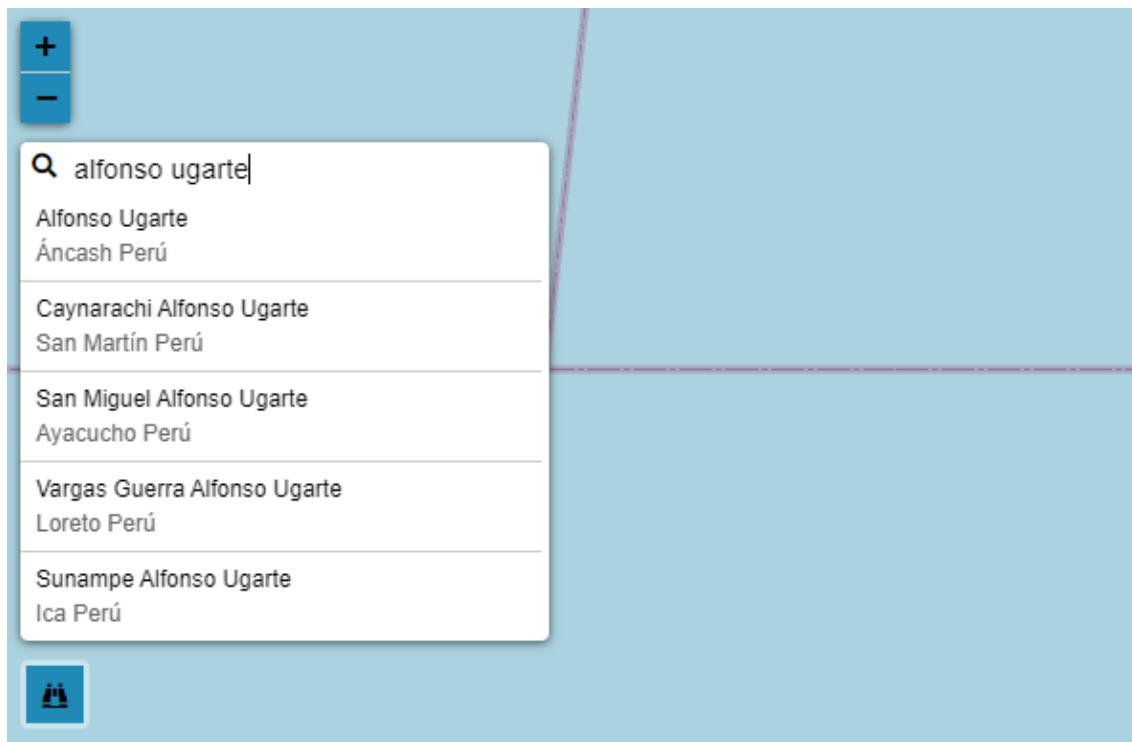 +
−
alfonso ugarte
Alfonso Ugarte
Áncash Perú
Caynarachi Alfonso Ugarte
San Martín Perú
San Miguel Alfonso Ugarte
Ayacucho Perú
Vargas Guerra Alfonso Ugarte
Loreto Perú
Sunampe Alfonso Ugarte
Ica Perú